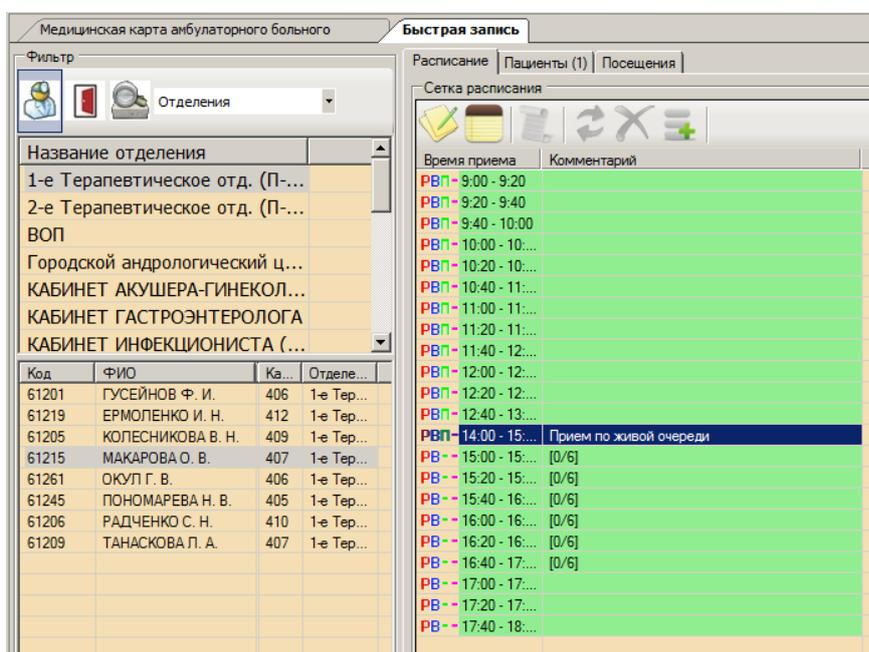 Медицинская карта амбулаторного больного
Быстрая запись
Фильтр
Отделения
Название отделения
1-е Терапевтическое отд. (П-...
2-е Терапевтическое отд. (П-...
ВОП
Городской андрологический ц...
КАБИНЕТ АКУШЕРА-ГИНЕКОЛ...
КАБИНЕТ ГАСТРОЭНТЕРОЛОГА
КАБИНЕТ ИНФЕКЦИОНИСТА (...
Код ФИО Ка... Отделе...
61201 ГУСЕЙНОВ Ф. И. 406 1-е Тер...
61219 ЕРМОЛЕНКО И. Н. 412 1-е Тер...
61205 КОЛЕСНИКОВА В. Н. 409 1-е Тер...
61215 МАКАРОВА О. В. 407 1-е Тер...
61261 ОКУЛ Г. В. 406 1-е Тер...
61245 ПОНОМАРЕВА Н. В. 405 1-е Тер...
61206 РАДЧЕНКО С. Н. 410 1-е Тер...
61209 ТАНАСКОВА Л. А. 407 1-е Тер...
Расписание Пациенты (1) Посещения
Сетка расписания
Время приема Комментарий
РВП- 9:00 - 9:20
РВП- 9:20 - 9:40
РВП- 9:40 - 10:00
РВП- 10:00 - 10:...
РВП- 10:20 - 10:...
РВП- 10:40 - 11:...
РВП- 11:00 - 11:...
РВП- 11:20 - 11:...
РВП- 11:40 - 12:...
РВП- 12:00 - 12:...
РВП- 12:20 - 12:...
РВП- 12:40 - 13:...
РВП- 14:00 - 15:... Прием по живой очереди
РВ-- 15:00 - 15:... [0/6]
РВ-- 15:20 - 15:... [0/6]
РВ-- 15:40 - 16:... [0/6]
РВ-- 16:00 - 16:... [0/6]
РВ-- 16:20 - 16:... [0/6]
РВ-- 16:40 - 17:... [0/6]
РВ-- 17:00 - 17:...
РВ-- 17:20 - 17:...
РВ-- 17:40 - 18:...